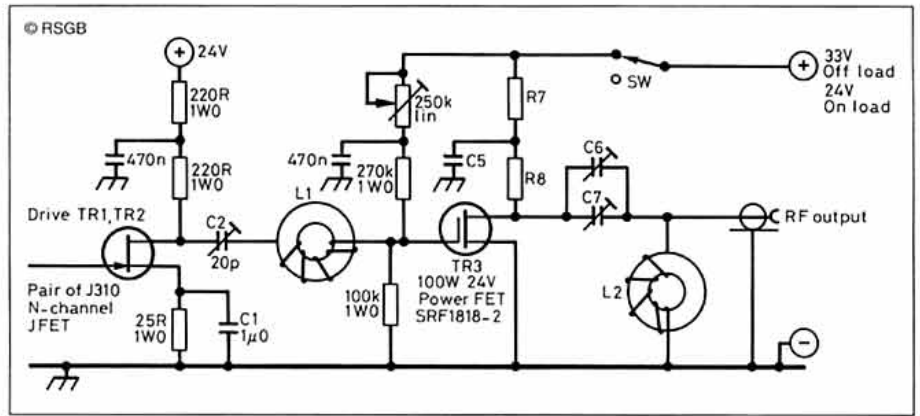 © RSGB
24V
220R
1W0
470n
220R
1W0
Drive TR1,TR2
C2
20p
Pair of J310
N-channel
JFET
25R
1W0
C1
1µ0
L1
250k
lin
470n
270k
1W0
100k
1W0
R7
C5
R8
TR3
100W 24V
Power FET
SRF1818-2
C6
C7
L2
SW
33V
Off load
24V
On load
RF output